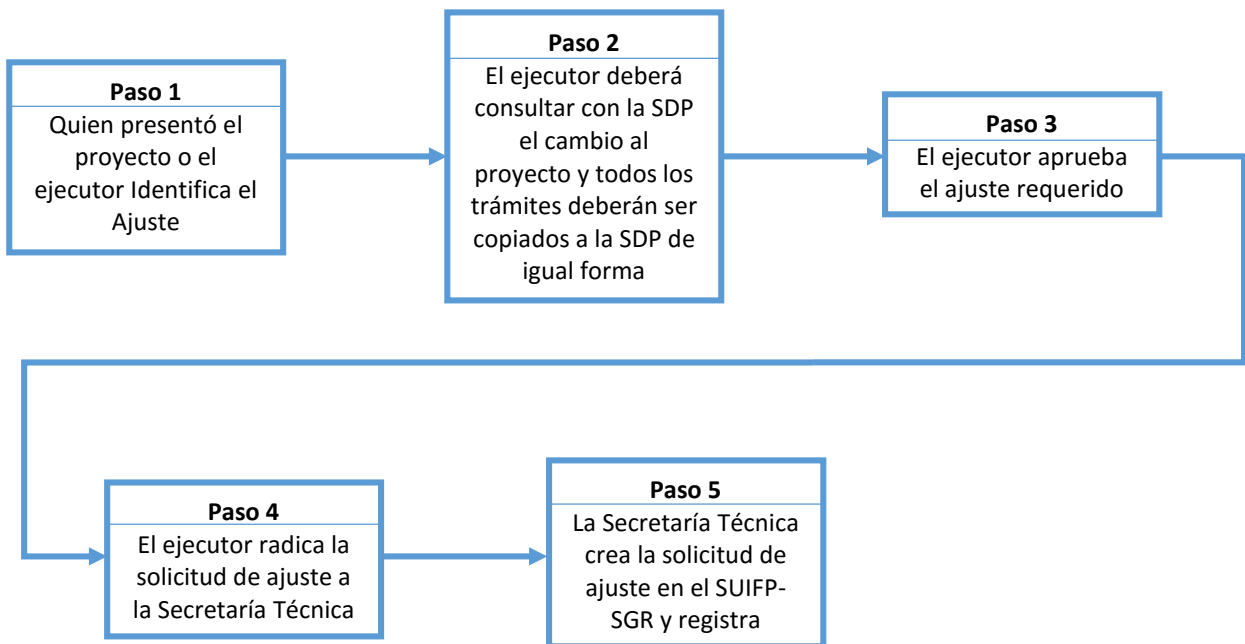 Paso 1
Quien presentó el
proyecto o el
ejecutor Identifica el
Ajuste
Paso 2
El ejecutor deberá
consultar con la SDP
el cambio al
proyecto y todos los
trámites deberán ser
copiados a la SDP de
igual forma
Paso 3
El ejecutor aprueba
el ajuste requerido
Paso 4
El ejecutor radica la
solicitud de ajuste a
la Secretaría Técnica
Paso 5
La Secretaría Técnica
crea la solicitud de
ajuste en el SUIFP-
SGR y registra